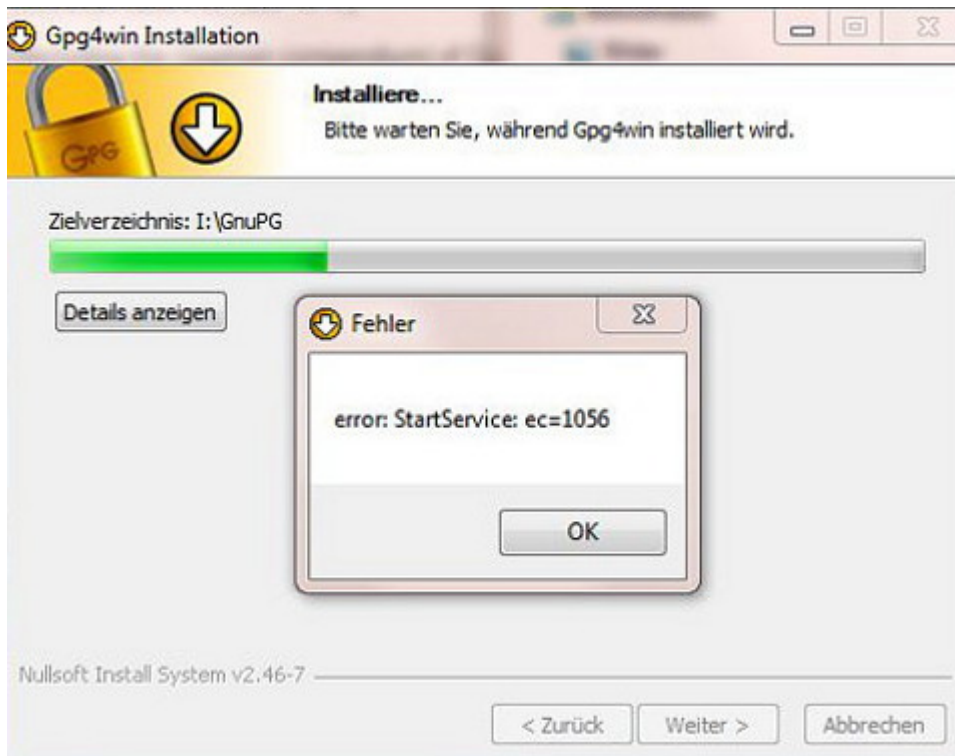 Gpg4win Installation
GPG
Installiere...
Bitte warten Sie, während Gpg4win installiert wird.
Zielverzeichnis: I:\GnuPG
Details anzeigen
Fehler
error: StartService: ec=1056
OK
Nullsoft Install System v2.46-7
< Zurück
Weiter >
Abbrechen